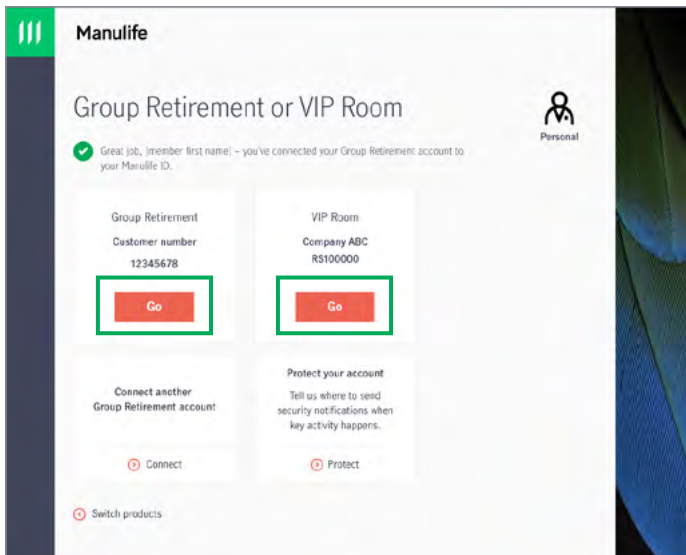 Manulife
Group Retirement or VIP Room
Personal
Great job, [member first name] – you've connected your Group Retirement account to
your Manulife ID.
Group Retirement
Customer number
12345678
Go
VIP Room
Company ABC
RS100000
Go
Connect another
Group Retirement account
Connect
Protect your account
Tell us where to send
security notifications when
key activity happens.
Protect
Switch products